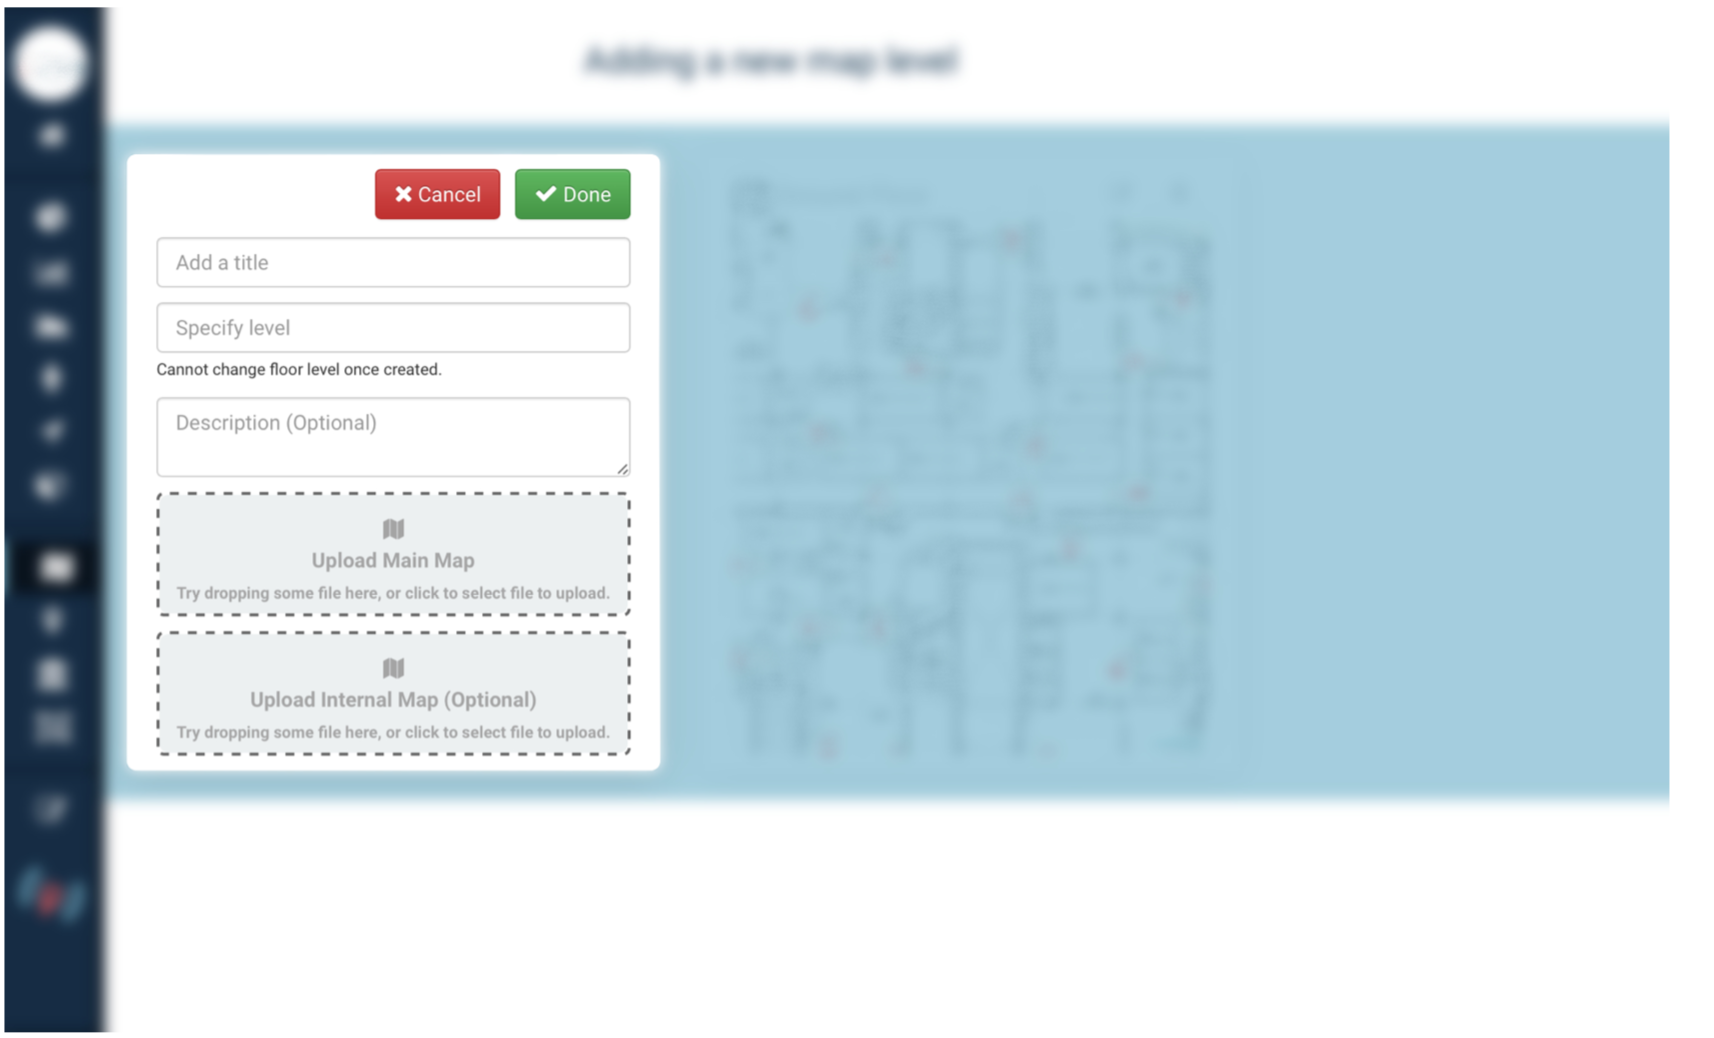 Adding a new map level
Cancel
Done
Add a title
Specify level
Cannot change floor level once created.
Description (Optional)
Upload Main Map
Try dropping some file here, or click to select file to upload.
Upload Internal Map (Optional)
Try dropping some file here, or click to select file to upload.